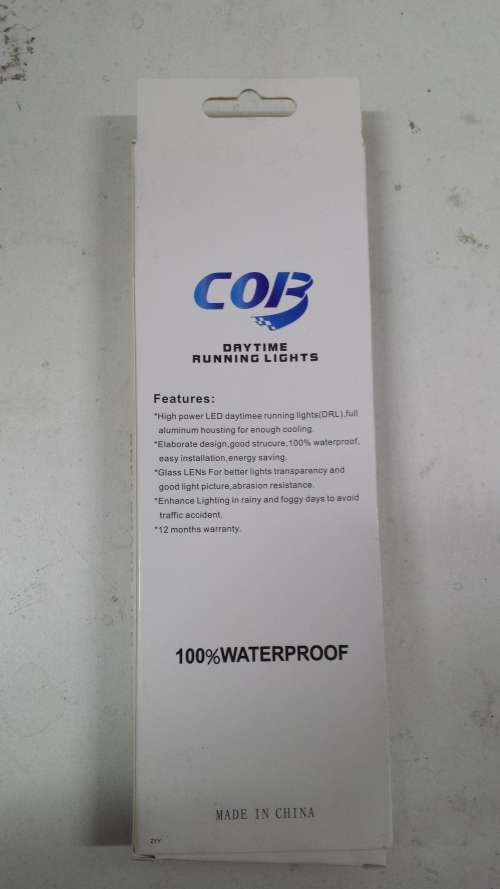 COB
DAYTIME
RUNNING LIGHTS
Features:
*High power LED daytimee running lights(DRL),full
aluminum housting for enough cooling.
*Elaborate design,good strucure,100% waterproof,
easy installation,energy saving.
*Glass LENs For better lights transparency and
good light picture,abrasion resistance.
*Enhance Lighting in rainy and foggy days to avoid
traffic accident.
*12 months warranty.
100%WATERPROOF
MADE IN CHINA
ZYY